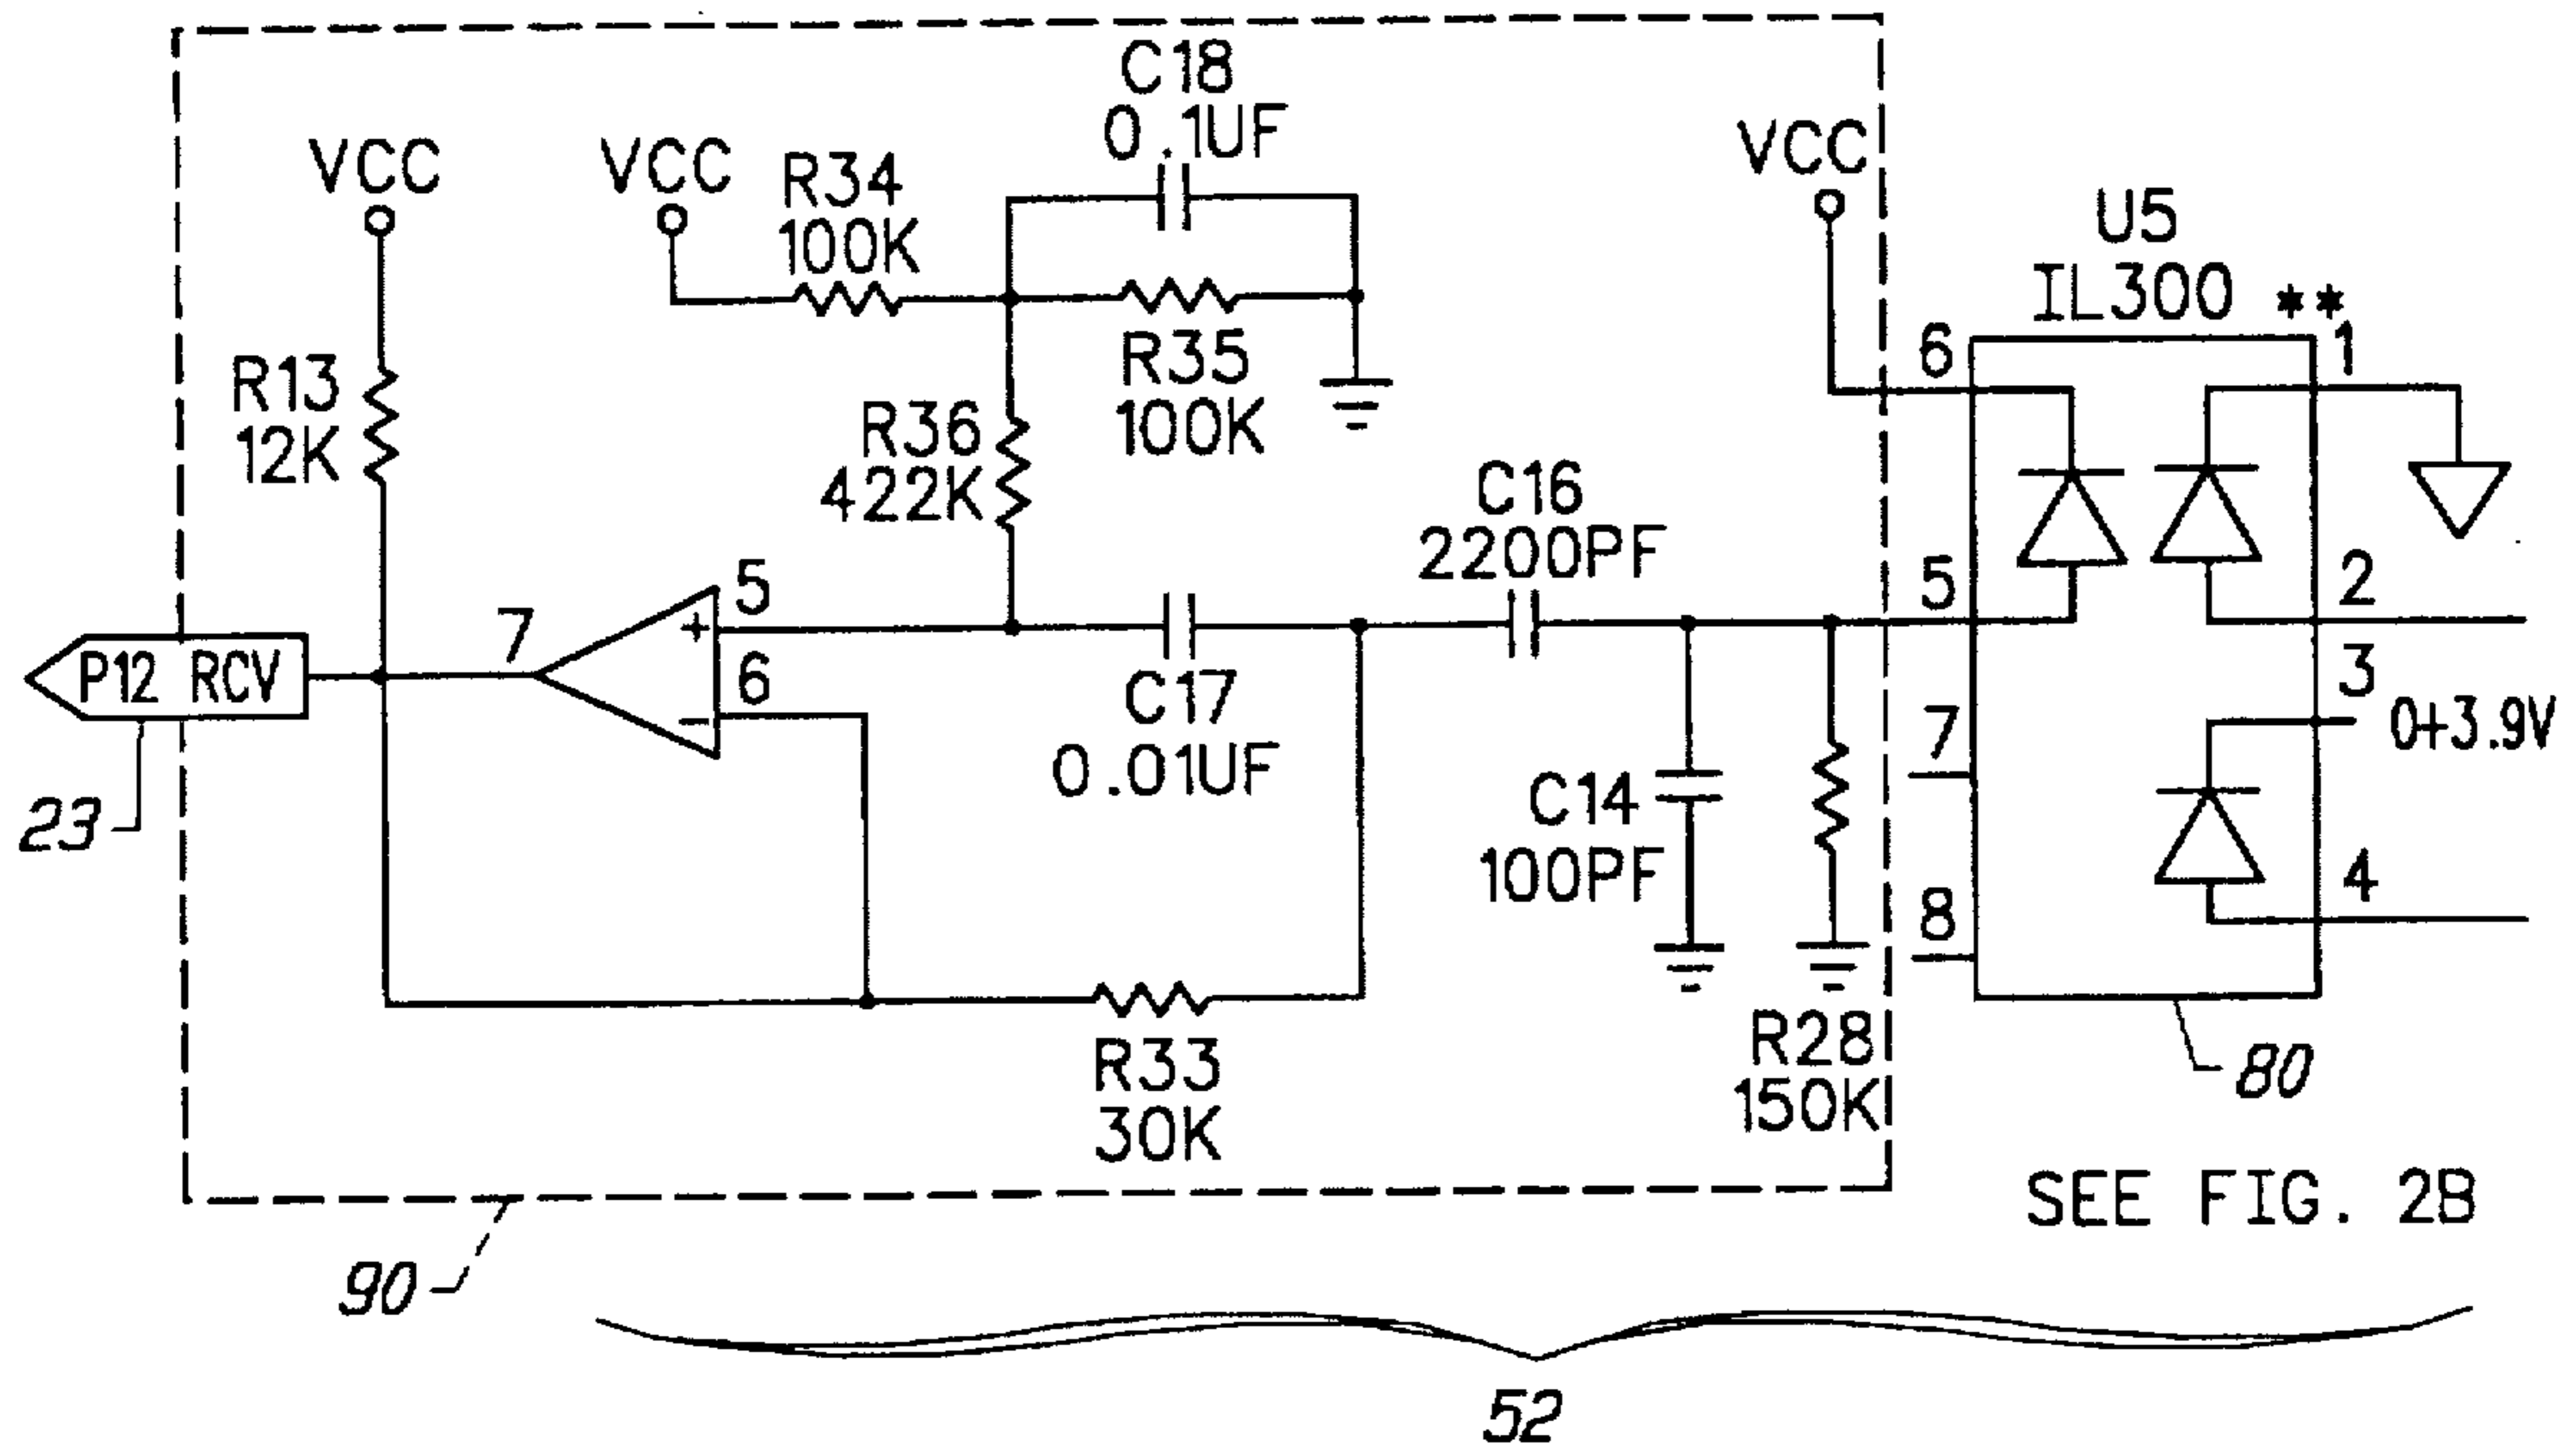 C18
0.1UF
VCC
VCC
R34
100K
VCC
U5
IL300 **
R13
12K
R35
100K
R36
422K
6
1
C16
2200PF
5
+
7
6
-
5
2
P12 RCV
C17
0.01UF
3
0+3.9V
7
23
C14
100PF
4
8
R33
30K
R28
150K
80
SEE FIG. 2B
90
52